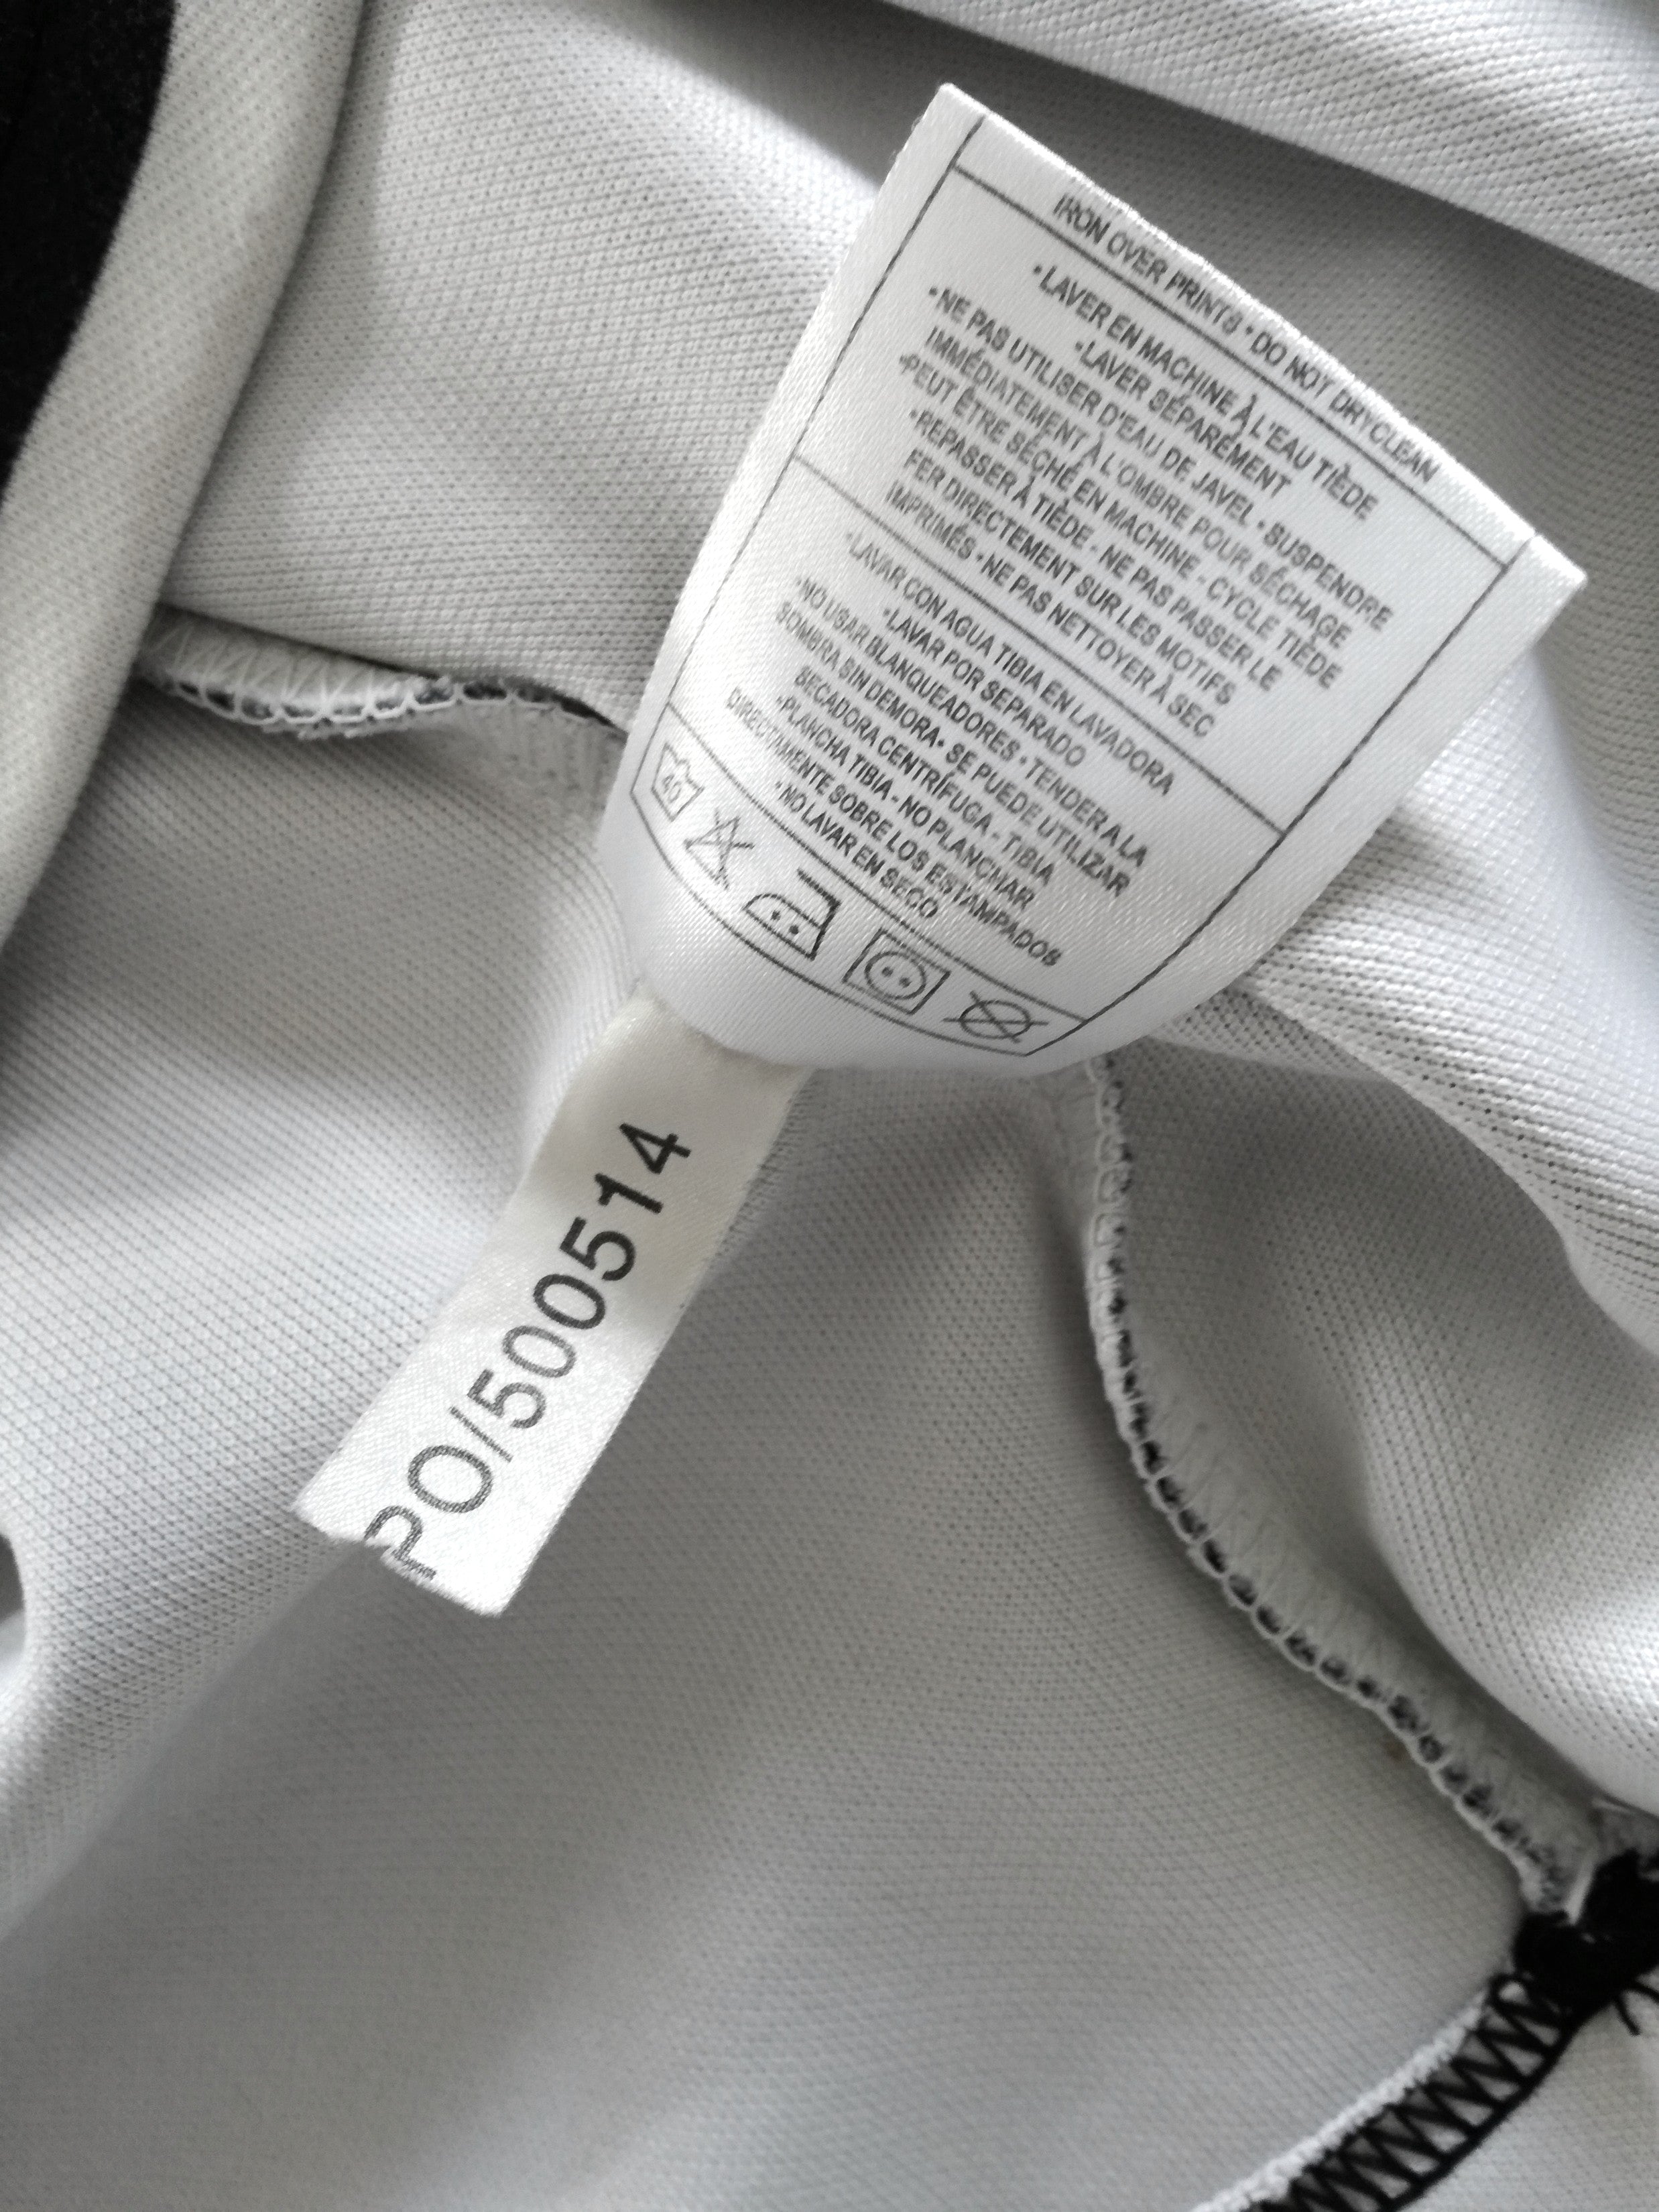 IRON OVER PRINTS • DO NOT DRYCLEAN
•LAVER EN MACHINE À L'EAU TIÈDE
•LAVER SÉPARÉMENT
•NE PAS UTILISER D'EAU DE JAVEL • SUSPENDRE
IMMÉDIATEMENT À L'OMBRE POUR SÉCHAGE
•PEUT ÊTRE SÉCHÉ EN MACHINE - CYCLE TIÈDE
•REPASSER À TIÈDE - NE PAS PASSER LE
FER DIRECTEMENT SUR LES MOTIFS
IMPRIMÉS •NE PAS NETTOYER À SEC
•LAVAR CON AGUA TIBIA EN LAVADORA
•LAVAR POR SEPARADO
•NO USAR BLANQUEADORES •TENDER A LA
SOMBRA SIN DEMORA• SE PUEDE UTILIZAR
SECADORA CENTRÍFUGA - TIBIA
•PLANCHA TIBIA - NO PLANCHAR
DIRECTMENTE SOBRE LOS ESTAMPADOS
•NO LAVAR EN SECO
40
PO/500514